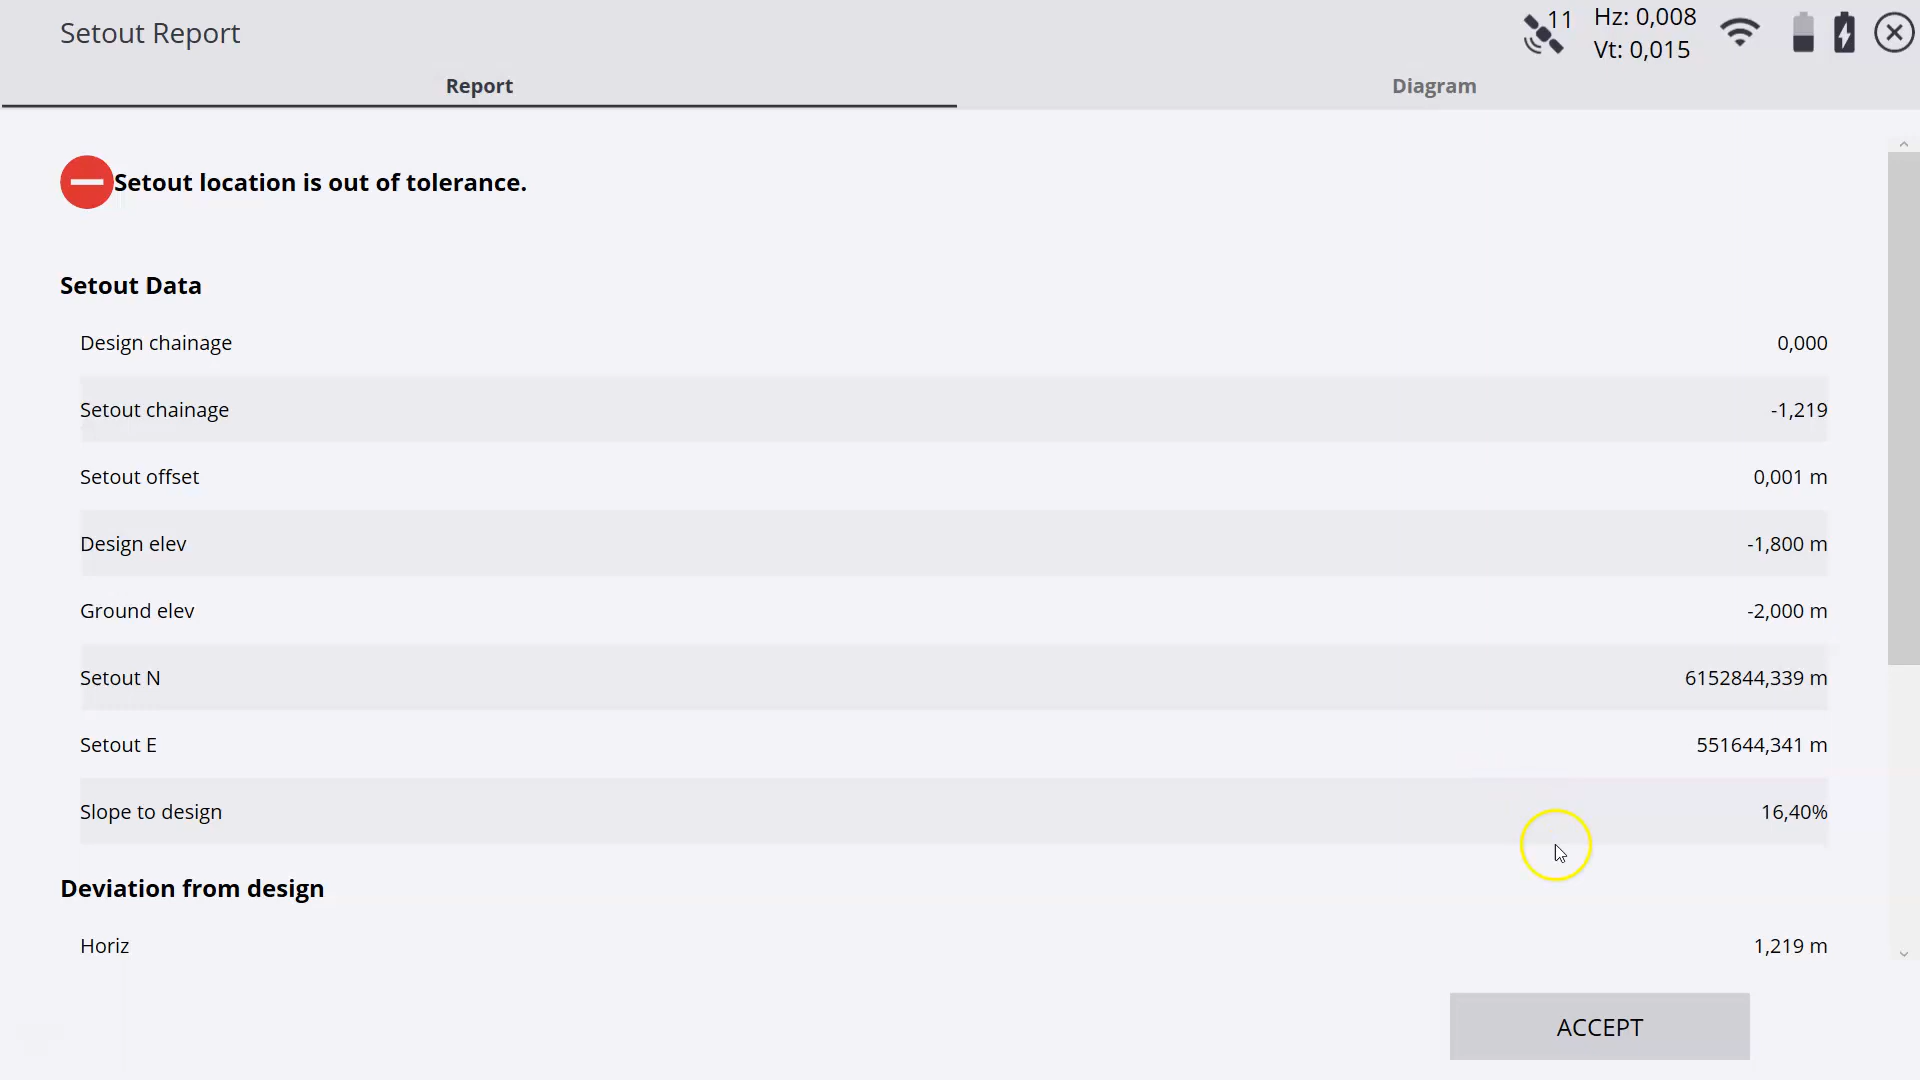 Setout Report
11
Hz: 0,008
Vt: 0,015
Report
Diagram
Setout location is out of tolerance.
Setout Data
Design chainage 0,000
Setout chainage -1,219
Setout offset 0,001 m
Design elev -1,800 m
Ground elev -2,000 m
Setout N 6152844,339 m
Setout E 551644,341 m
Slope to design 16,40%
Deviation from design
Horiz 1,219 m
ACCEPT